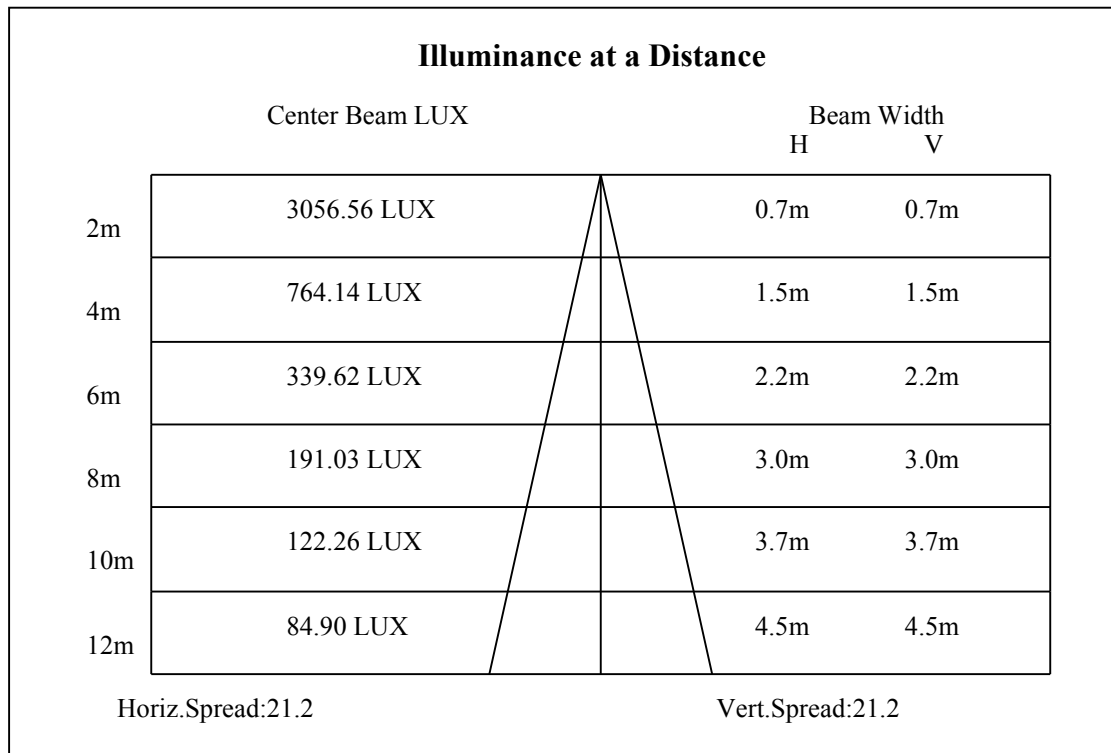 Illuminance at a Distance
Center Beam LUX Beam Width
H V
2m 3056.56 LUX 0.7m 0.7m
4m 764.14 LUX 1.5m 1.5m
6m 339.62 LUX 2.2m 2.2m
8m 191.03 LUX 3.0m 3.0m
10m 122.26 LUX 3.7m 3.7m
12m 84.90 LUX 4.5m 4.5m
Horiz.Spread:21.2 Vert.Spread:21.2